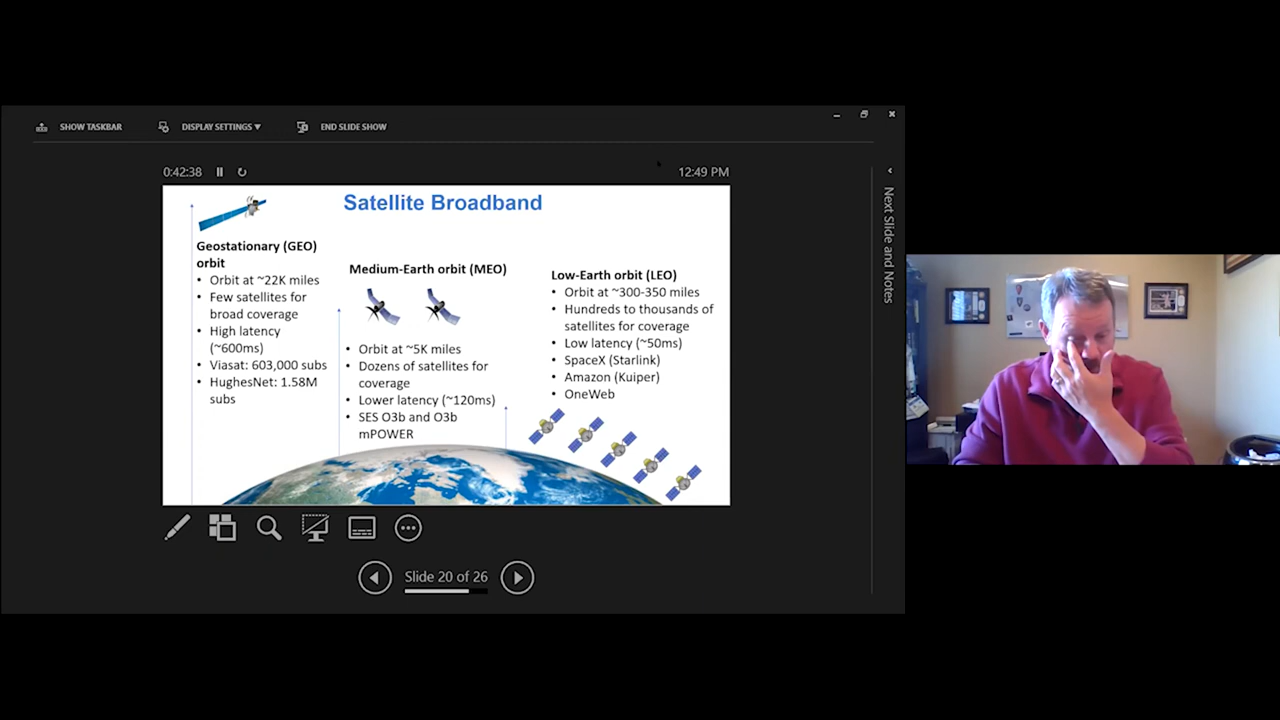 SHOW TASKBAR
DISPLAY SETTINGS
END SLIDE SHOW
0:42:38
12:49 PM
Satellite Broadband
Geostationary (GEO)
orbit
• Orbit at ~22K miles
• Few satellites for
broad coverage
• High latency
(~600ms)
• Viasat: 603,000 subs
• HughesNet: 1.58M
subs
Medium-Earth orbit (MEO)
• Orbit at ~5K miles
• Dozens of satellites for
coverage
• Lower latency (~120ms)
• SES O3b and O3b
mPOWER
Low-Earth orbit (LEO)
• Orbit at ~300-350 miles
• Hundreds to thousands of
satellites for coverage
• Low latency (~50ms)
• SpaceX (Starlink)
• Amazon (Kuiper)
• OneWeb
Next Slide and Notes
Slide 20 of 26